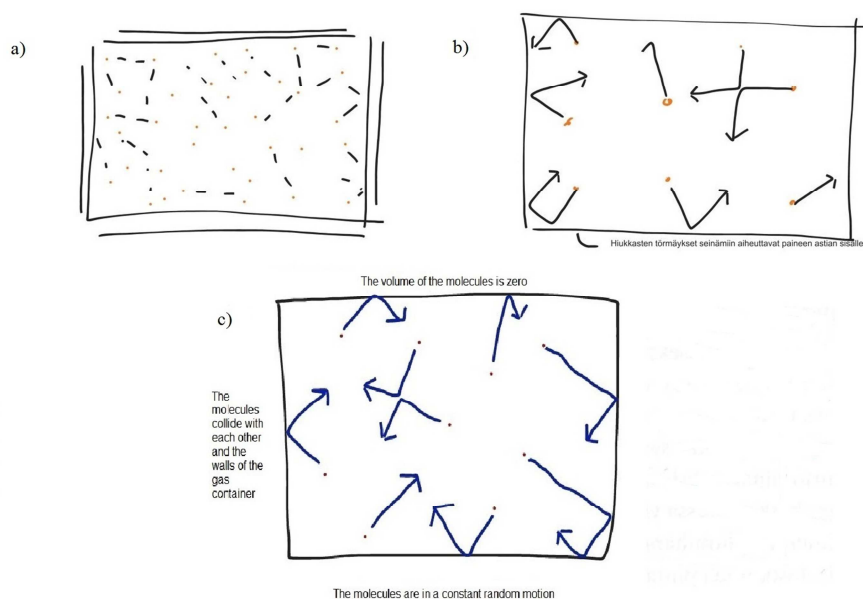 a)
b)
Hiukkasten törmäykset seinämiin aiheuttavat paineen astian sisälle
The volume of the molecules is zero
c)
The
molecules
collide with
each other
and the
walls of the
gas
container
The molecules are in a constant random motion